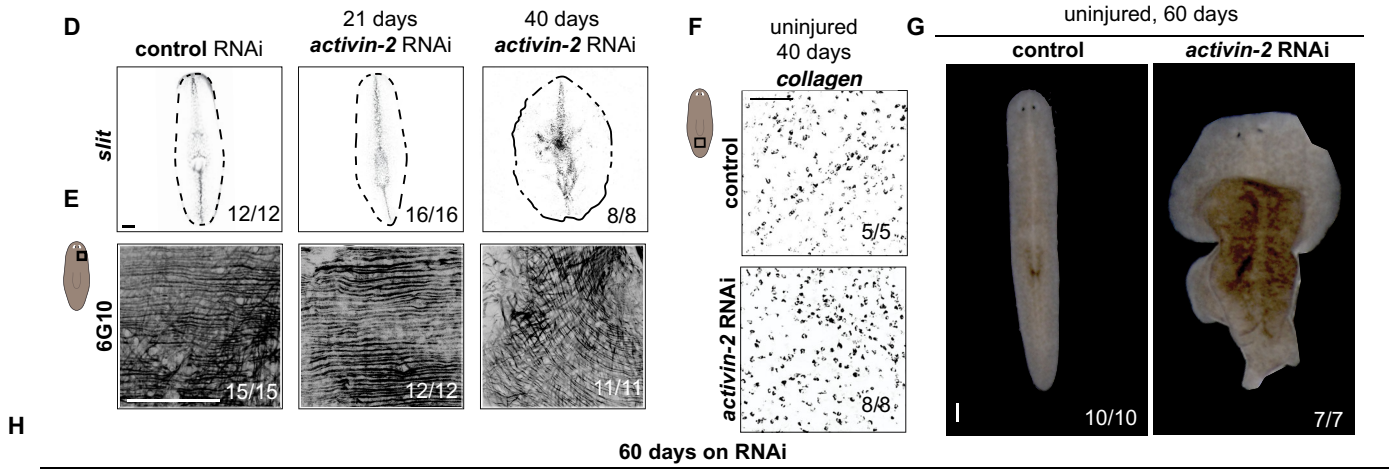 D
control RNAi
21 days
activin-2 RNAi
40 days
activin-2 RNAi
slit
12/12
16/16
8/8
E
6G10
15/15
12/12
11/11
F
uninjured
40 days
collagen
control
5/5
activin-2 RNAi
8/8
G
uninjured, 60 days
control
activin-2 RNAi
10/10
7/7
H
60 days on RNAi